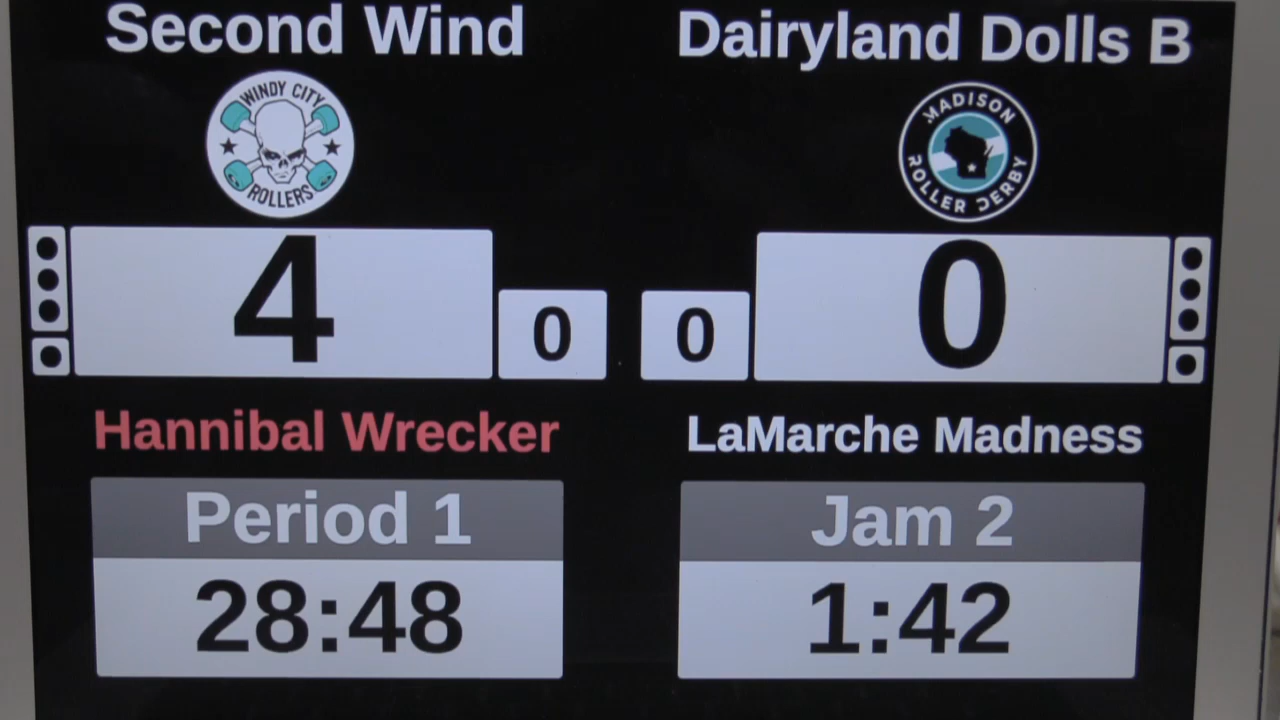 Second Wind
Dairyland Dolls B
WINDY CITY
ROLLERS
MADISON
ROLLER DERBY
4
0
0
0
Hannibal Wrecker
LaMarche Madness
Period 1
Jam 2
28:48
1:42